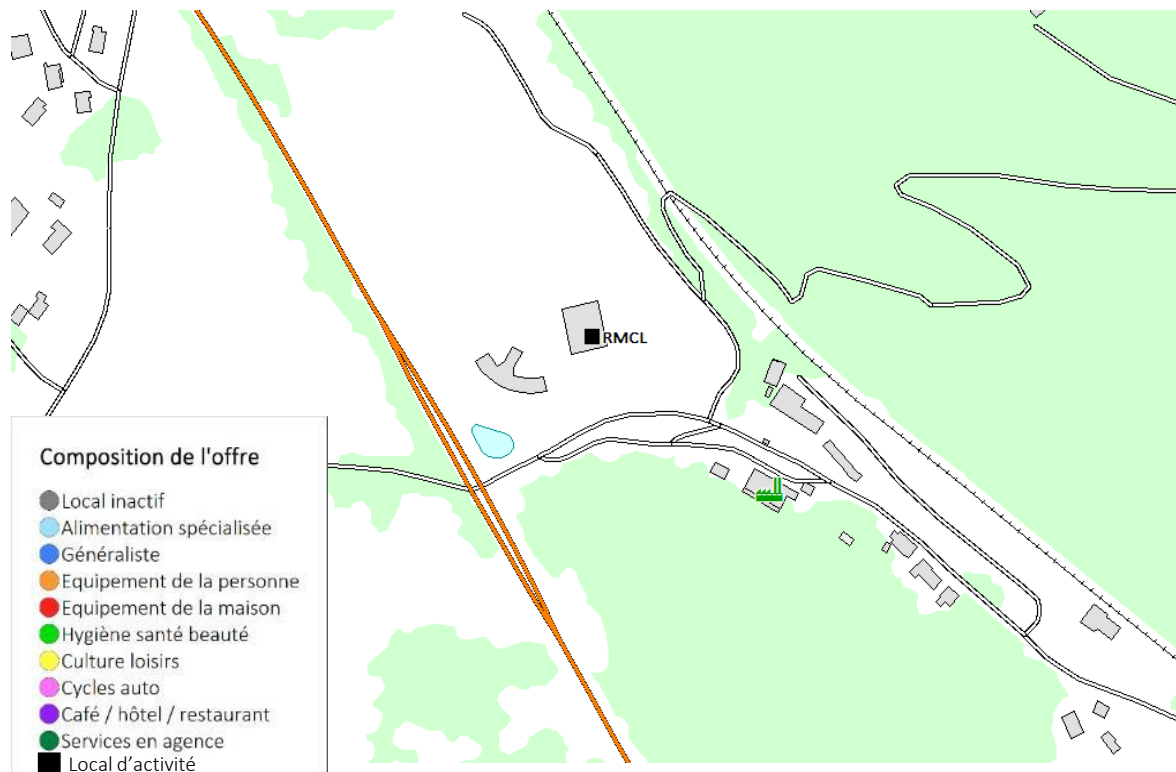 RMCL
Composition de l'offre
Local inactif
Alimentation spécialisée
Généraliste
Equipement de la personne
Equipement de la maison
Hygiène santé beauté
Culture loisirs
Cycles auto
Café / hôtel / restaurant
Services en agence
Local d’activité